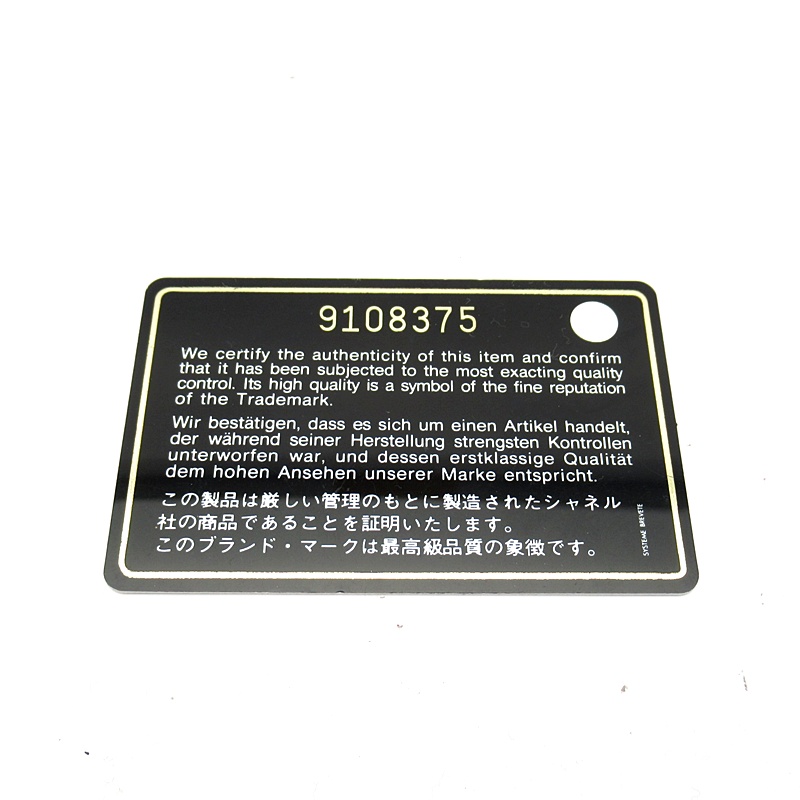 9108375
We certify the authenticity of this item and confirm
that it has been subjected to the most exacting quality
control. Its high quality is a symbol of the fine reputation
of the Trademark.
Wir bestätigen, dass es sich um einen Artikel handelt,
der während seiner Herstellung strengsten Kontrollen
unterworfen war, und dessen erstklassige Qualität
dem hohen Ansehen unserer Marke entspricht.
この製品は厳しい管理のもとに製造されたシャネル
社の商品であることを証明いたします。
このブランド・マークは最高級品質の象徴です。
SYSTEME BREVETE